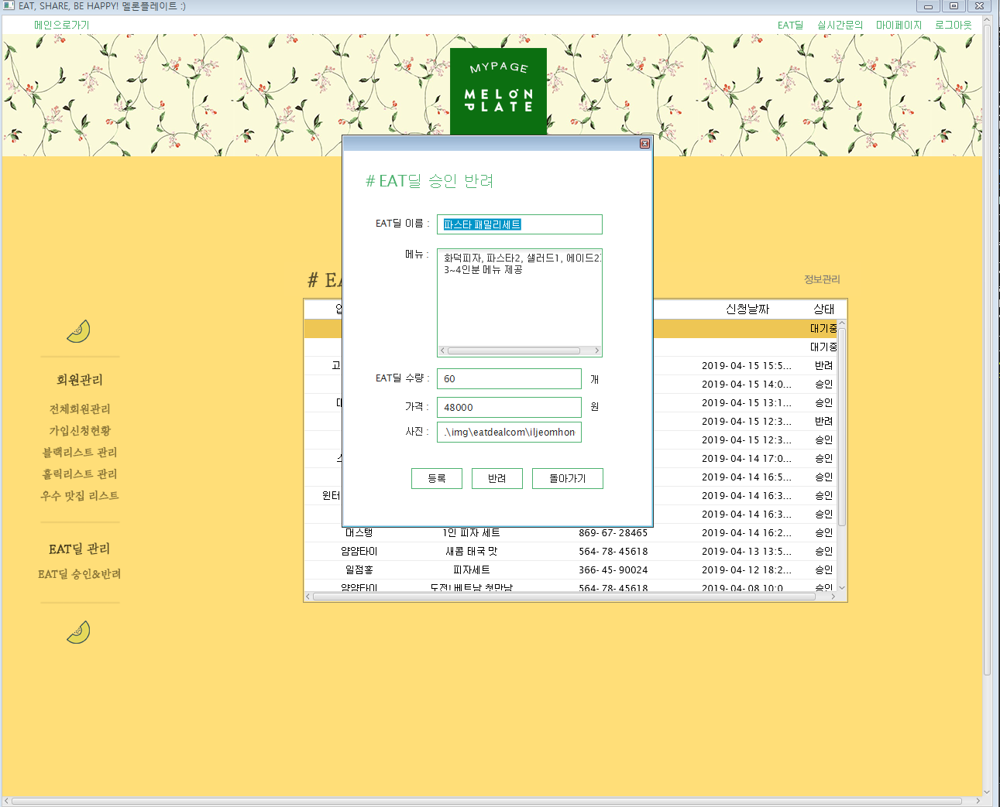 EAT, SHARE, BE HAPPY! 멜론플레이트 :)
메인으로가기
EAT딜 실시간문의 마이페이지 로그아웃
MYPAGE
MELON
PLATE
# EAT딜 승인 반려
EAT딜 이름 : 파스타 패밀리세트
메뉴 : 화덕피자, 파스타2, 샐러드1, 에이드2
3~4인분 메뉴 제공
EAT딜 수량 : 60 개
가격 : 48000 원
사진 : .\img\eatdealcom\iljeomhon
등록 반려 돌아가기
# EA
정보관리
신청날짜 상태
대기중
대기중
고 2019-04-15 15:5... 반려
2019-04-15 14:0... 승인
2019-04-15 13:1... 승인
2019-04-15 12:3... 반려
2019-04-15 12:3... 승인
2019-04-14 17:0... 승인
2019-04-14 16:5... 승인
윈터 2019-04-14 16:3... 승인
2019-04-14 16:3... 승인
머스탱 1인 피자 세트 869-67-28465 2019-04-14 16:2... 승인
얌얌타이 새콤 태국 맛 564-78-45618 2019-04-13 13:5... 승인
일점홍 피자세트 366-45-90024 2019-04-12 18:2... 승인
얌얌타이 도전! 베트남 첫만남 564-78-45618 2019-04-08 10:0... 승인
회원관리
전체회원관리
가입신청현황
블랙리스트 관리
홀릭리스트 관리
우수 맛집 리스트
EAT딜 관리
EAT딜 승인&반려